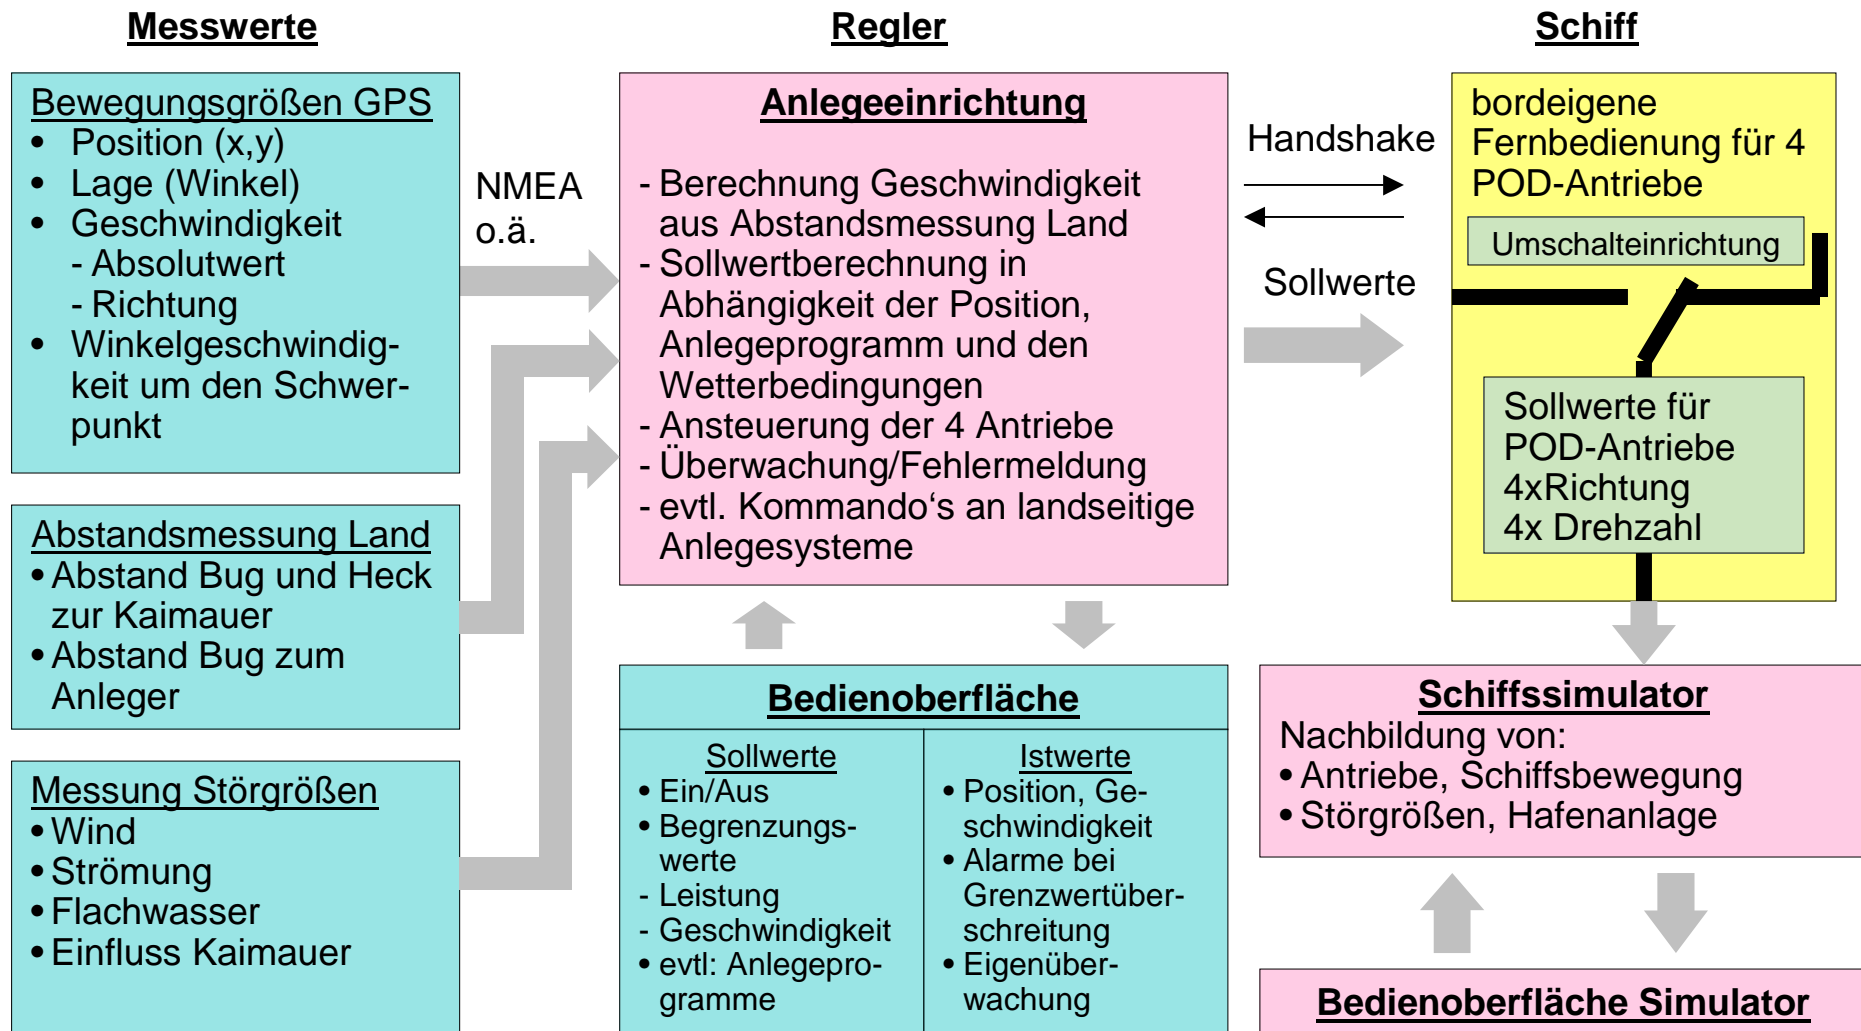 Messwerte
Bewegungsgrößen GPS
• Position (x,y)
• Lage (Winkel)
• Geschwindigkeit
- Absolutwert
- Richtung
• Winkelgeschwindig-
keit um den Schwer-
punkt
Abstandsmessung Land
• Abstand Bug und Heck
zur Kaimauer
• Abstand Bug zum
Anleger
Messung Störgrößen
• Wind
• Strömung
• Flachwasser
• Einfluss Kaimauer
NMEA
o.ä.
Regler
Anlegeeinrichtung
- Berechnung Geschwindigkeit
aus Abstandsmessung Land
- Sollwertberechnung in
Abhängigkeit der Position,
Anlegeprogramm und den
Wetterbedingungen
- Ansteuerung der 4 Antriebe
- Überwachung/Fehlermeldung
- evtl. Kommando‘s an landseitige
Anlegesysteme
Bedienoberfläche
Sollwerte
• Ein/Aus
• Begrenzungs-
werte
- Leistung
- Geschwindigkeit
• evtl: Anlegepro-
gramme
Istwerte
• Position, Ge-
schwindigkeit
• Alarme bei
Grenzwertüber-
schreitung
• Eigenüber-
wachung
Handshake
Sollwerte
Schiff
bordeigene
Fernbedienung für 4
POD-Antriebe
Umschalteinrichtung
Sollwerte für
POD-Antriebe
4xRichtung
4x Drehzahl
Schiffssimulator
Nachbildung von:
• Antriebe, Schiffsbewegung
• Störgrößen, Hafenanlage
Bedienoberfläche Simulator